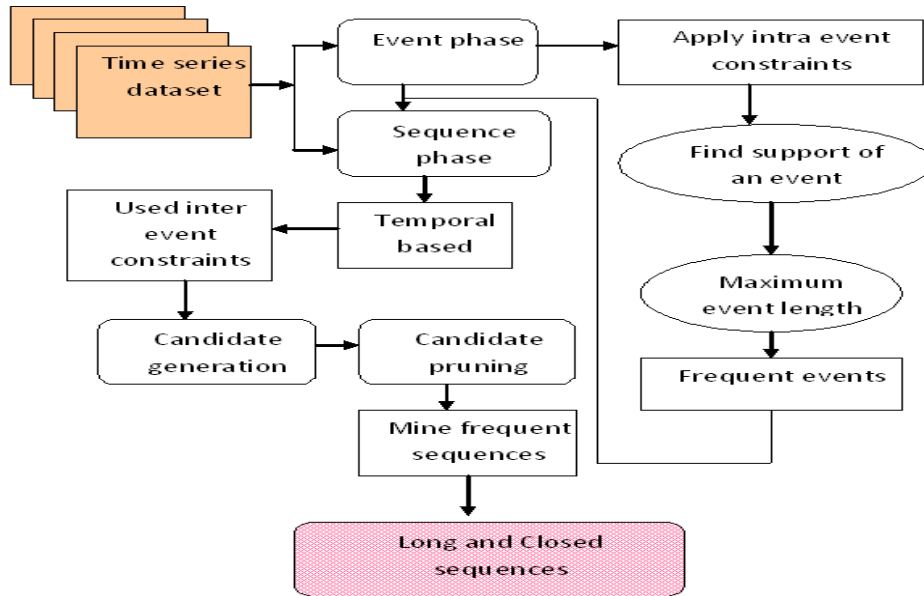 Time series
dataset
Event phase
Apply intra event
constraints
Sequence
phase
Find support of
an event
Used inter
event
constraints
Temporal
based
Maximum
event length
Candidate
generation
Candidate
pruning
Frequent events
Mine frequent
sequences
Long and Closed
sequences